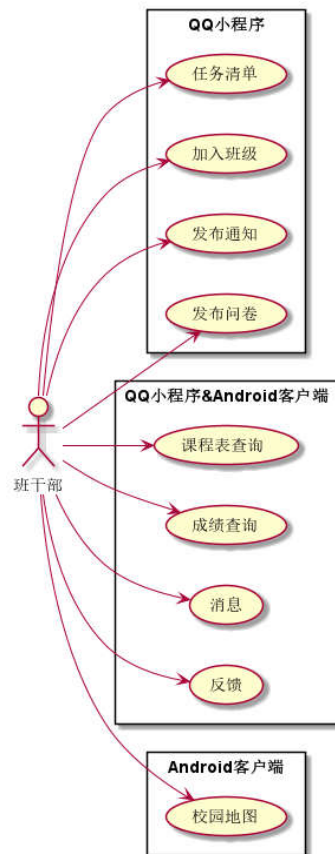 QQ小程序
任务清单
加入班级
发布通知
发布问卷
班干部
QQ小程序&Android客户端
课程表查询
成绩查询
消息
反馈
Android客户端
校园地图